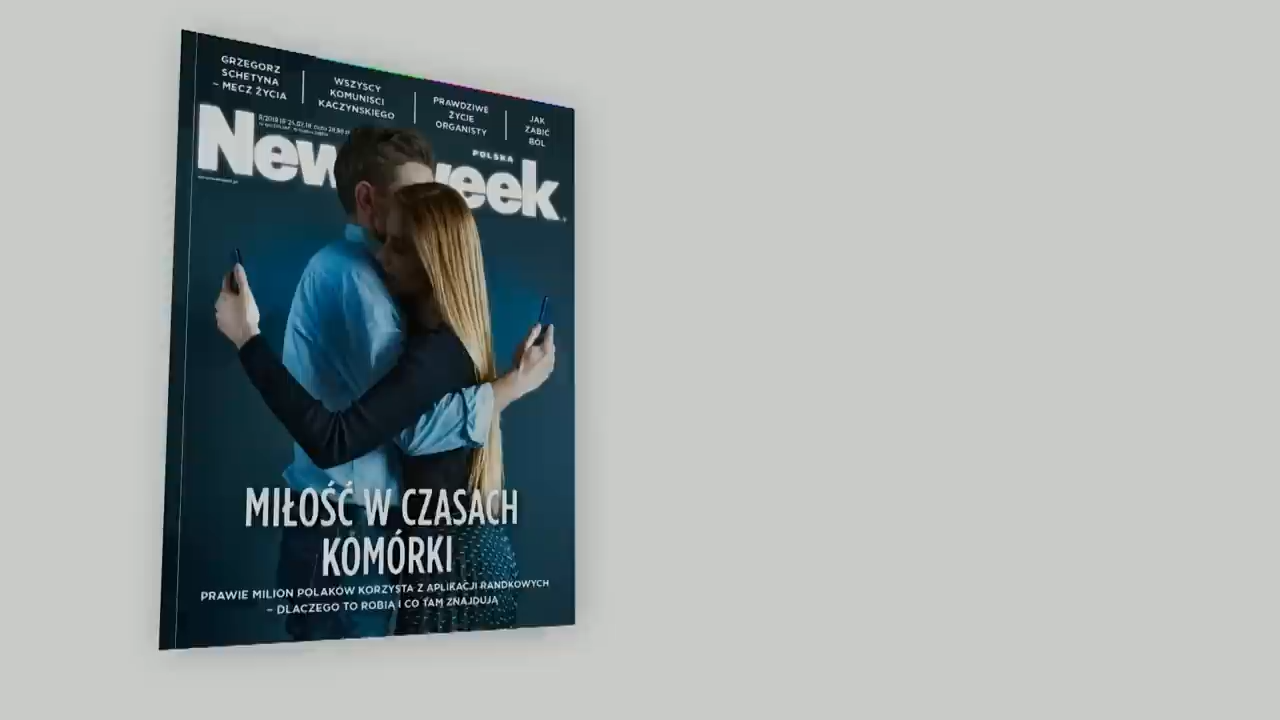 GRZEGORZ
SCHETYNA
– MECZ ŻYCIA
WSZYSCY
KOMUNIŚCI
KACZYŃSKIEGO
PRAWDZIWE
ŻYCIE
ORGANISTY
JAK
ZABIĆ
BÓL
POLSKA
Newsweek
MIŁOŚĆ W CZASACH
KOMÓRKI
PRAWIE MILION POLAKÓW KORZYSTA Z APLIKACJI RANDKOWYCH
– DLACZEGO TO ROBIĄ I CO TAM ZNAJDUJĄ